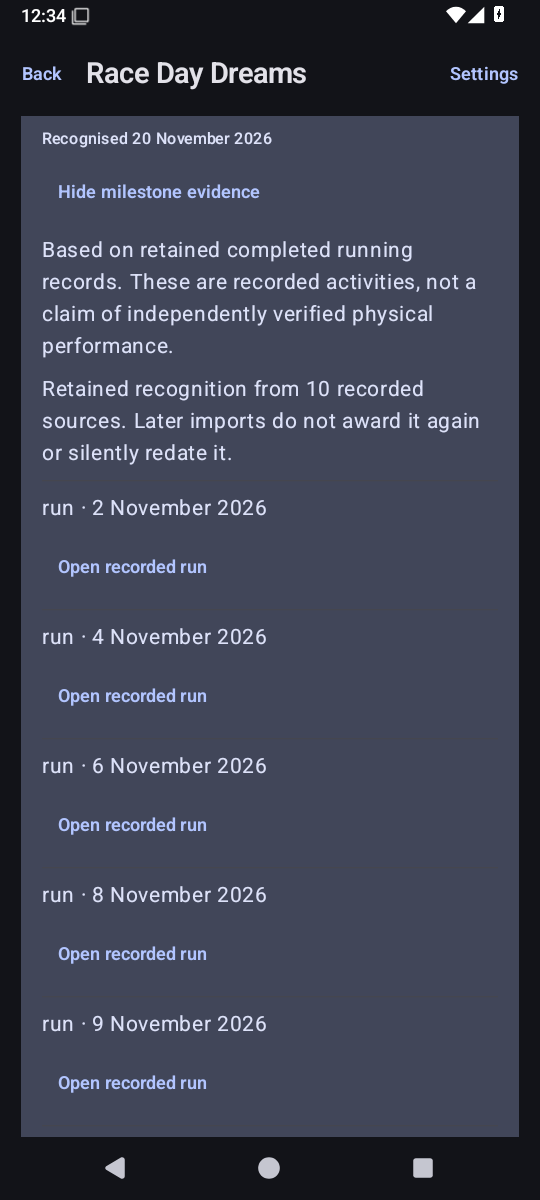 12:34
Back Race Day Dreams Settings
Recognised 20 November 2026
Hide milestone evidence
Based on retained completed running
records. These are recorded activities, not a
claim of independently verified physical
performance.
Retained recognition from 10 recorded
sources. Later imports do not award it again
or silently redate it.
run · 2 November 2026
Open recorded run
run · 4 November 2026
Open recorded run
run · 6 November 2026
Open recorded run
run · 8 November 2026
Open recorded run
run · 9 November 2026
Open recorded run